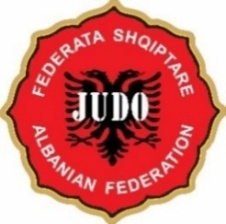 FEDERATA SHQIPTARE
JUDO
ALBANIAN FEDERATION